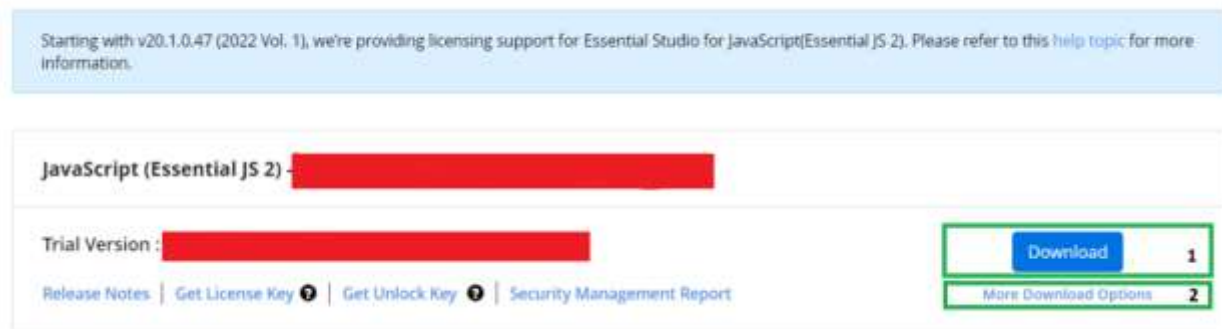 Starting with v20.1.0.47 (2022 Vol. 1), we're providing licensing support for Essential Studio for JavaScript(Essential JS 2). Please refer to this help topic for more
information.
JavaScript (Essential JS 2) -
Trial Version :
Download 1
Release Notes | Get License Key ? | Get Unlock Key ? | Security Management Report
More Download Options 2